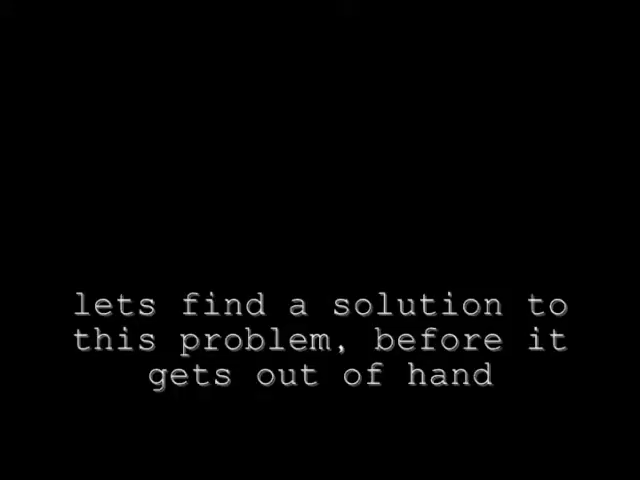 lets find a solution to
this problem, before it
gets out of hand